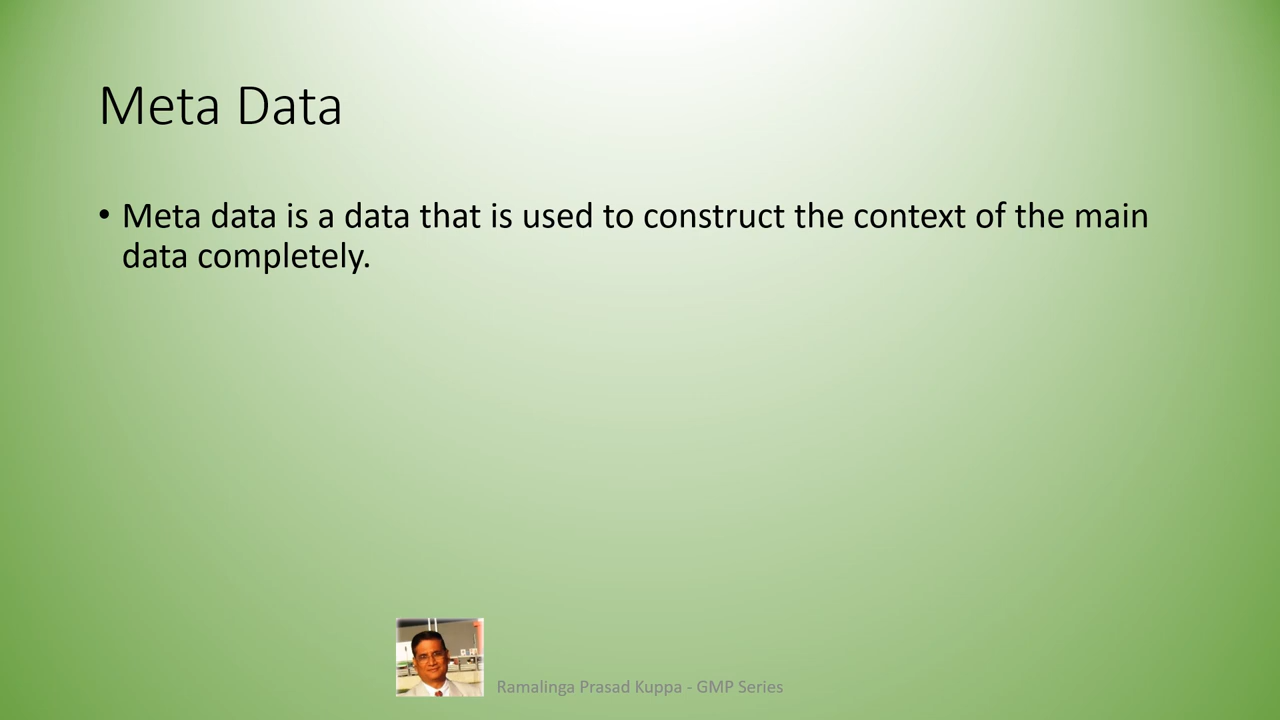 Meta Data
• Meta data is a data that is used to construct the context of the main
data completely.
Ramalinga Prasad Kuppa - GMP Series